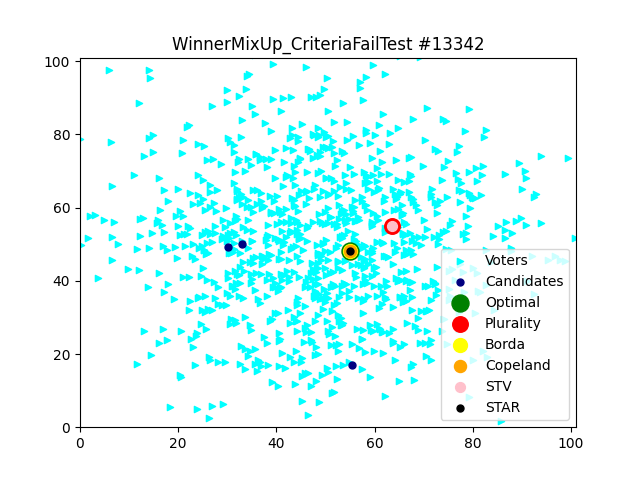 WinnerMixUp_CriteriaFailTest #13342
100
80
60
40
20
0
0
20
40
60
80
100
Voters
Candidates
Optimal
Plurality
Borda
Copeland
STV
STAR